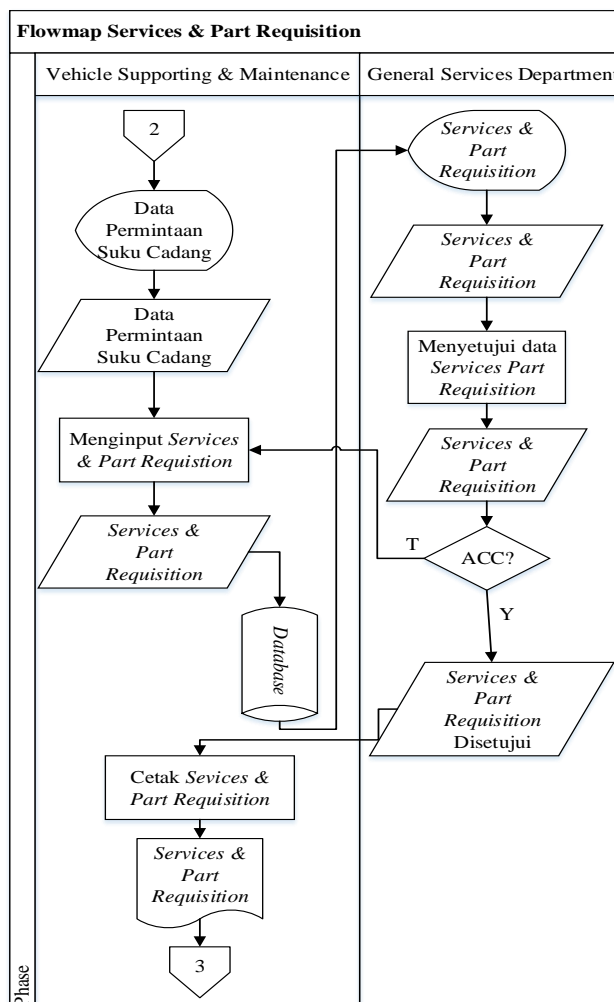 Flowmap Services & Part Requisition
Vehicle Supporting & Maintenance
General Services Department
Phase
2
Data
Permintaan
Suku Cadang
Data
Permintaan
Suku Cadang
Menginput Services
& Part Requistion
Services &
Part
Requisition
Database
Cetak Sevices &
Part Requisition
Services &
Part
Requisition
3
Services &
Part
Requisition
Services &
Part
Requisition
Menyetujui data
Services Part
Requisition
Services &
Part
Requisition
ACC?
T
Y
Services &
Part
Requisition
Disetujui